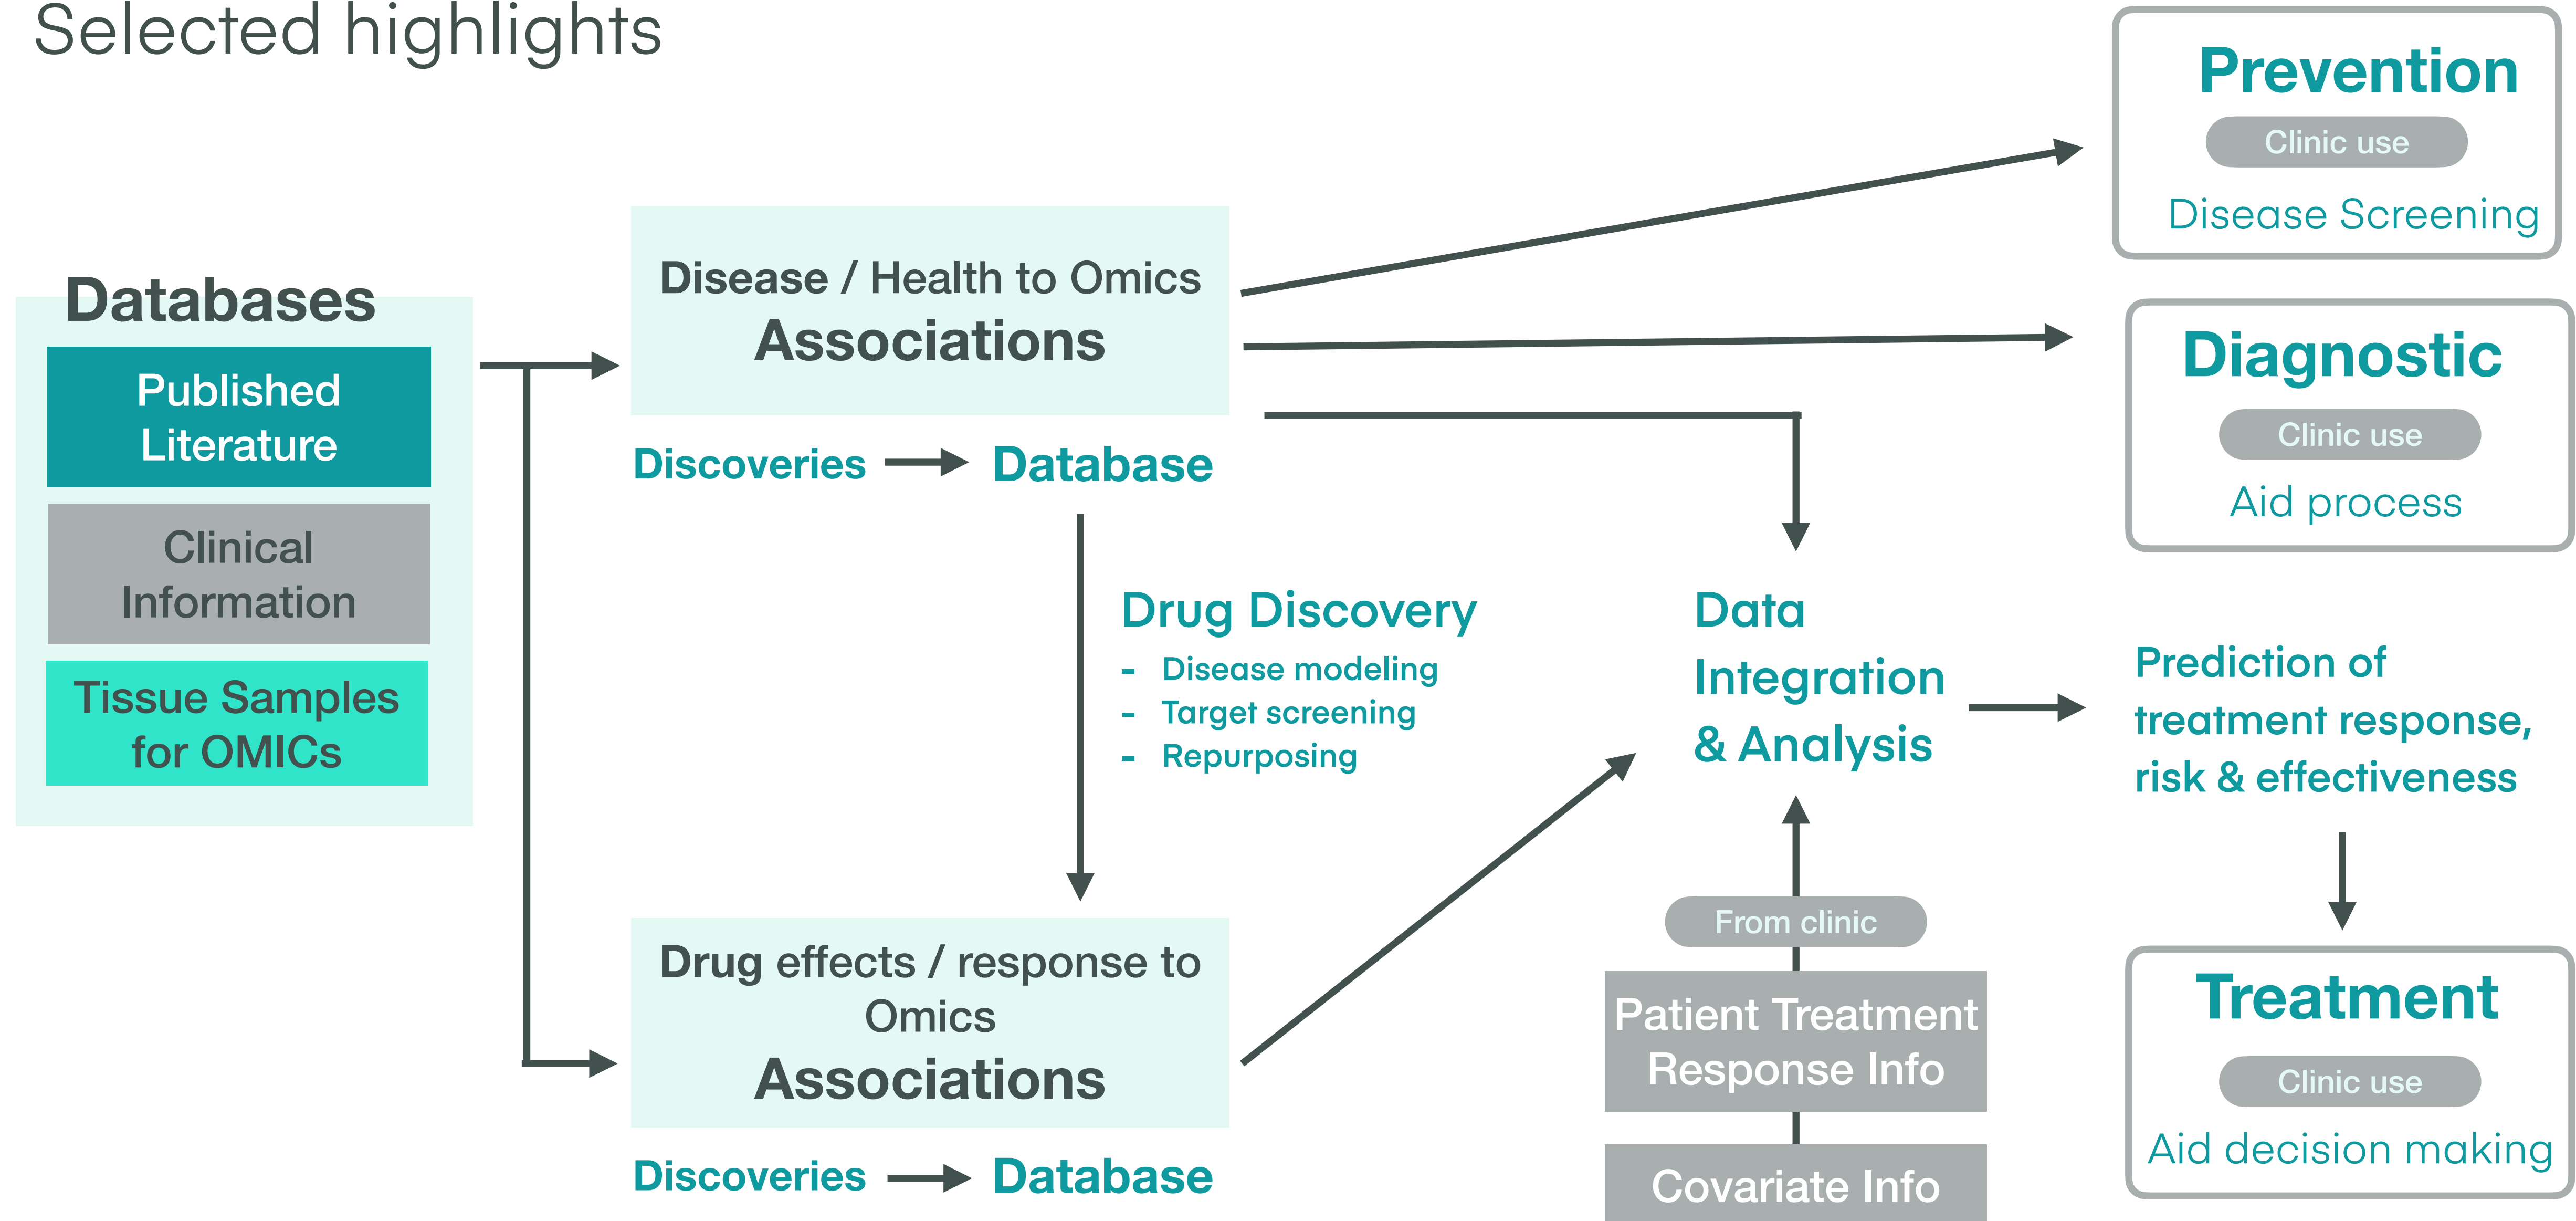 Selected highlights
Databases
Published
Literature
Clinical
Information
Tissue Samples
for OMICs
Disease / Health to Omics
Associations
Discoveries
Database
Drug Discovery
- Disease modeling
- Target screening
- Repurposing
Drug effects / response to
Omics
Associations
Discoveries
Database
Data
Integration
& Analysis
From clinic
Patient Treatment
Response Info
Covariate Info
Prevention
Clinic use
Disease Screening
Diagnostic
Clinic use
Aid process
Prediction of
treatment response,
risk & effectiveness
Treatment
Clinic use
Aid decision making